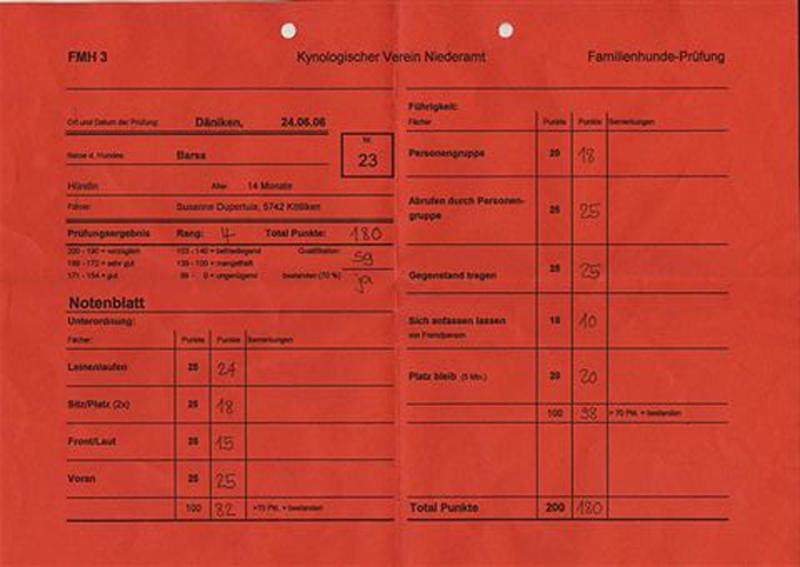 FMH 3 Kynologischer Verein Niederamt Familienhunde-Prüfung
Ort und Datum der Prüfung: Däniken, 24.06.06
Nr.
23
Rasse d. Hundes: Barsa
Hündin Alter: 14 Monate
Führer: Susanne Dupertuis, 5742 Kölliken
Prüfungsergebnis Rang: 4 Total Punkte: 180
200 - 190 = vorzüglich 153 - 140 = befriedigend Qualifikation: sg
189 - 172 = sehr gut 139 - 100 = mangelhaft
171 - 154 = gut 99 - 0 = ungenügend bestanden (70 %) ja
Notenblatt
Unterordnung:
Fächer: Punkte Punkte Bemerkungen
Leinenlaufen 25 24
Sitz/Platz (2x) 25 18
Front/Laut 25 15
Voran 25 25
100 82 >70 Pkt. = bestanden
Führigkeit:
Fächer Punkte Punkte Bemerkungen
Personengruppe 20 18
Abrufen durch Personen-
gruppe 25 25
Gegenstand tragen 25 25
Sich anfassen lassen 10 10
von Fremdperson
Platz bleib (5 Min.) 20 20
100 98 > 70 Pkt. = bestanden
Total Punkte 200 180